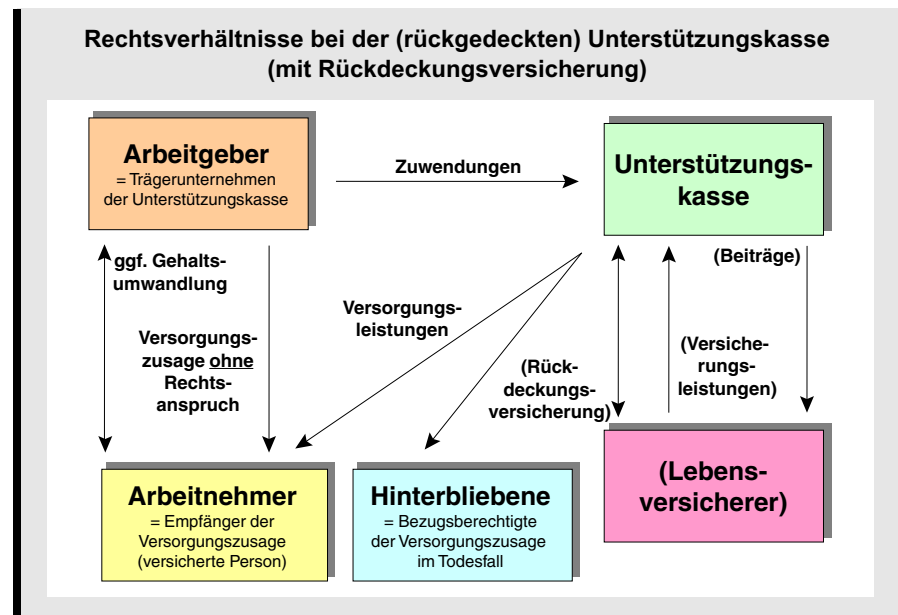 Rechtsverhältnisse bei der (rückgedeckten) Unterstützungskasse
(mit Rückdeckungsversicherung)
Arbeitgeber
= Trägerunternehmen
der Unterstützungskasse
Zuwendungen
Unterstützungs-
kasse
ggf. Gehalts-
umwandlung
Versorgungs-
zusage ohne
Rechts-
anspruch
Versorgungs-
leistungen
(Rück-
deckungs-
versicherung)
(Beiträge)
(Versiche-
rungs-
leistungen)
Arbeitnehmer
= Empfänger der
Versorgungszusage
(versicherte Person)
Hinterbliebene
= Bezugsberechtigte
der Versorgungszusage
im Todesfall
(Lebens-
versicherer)